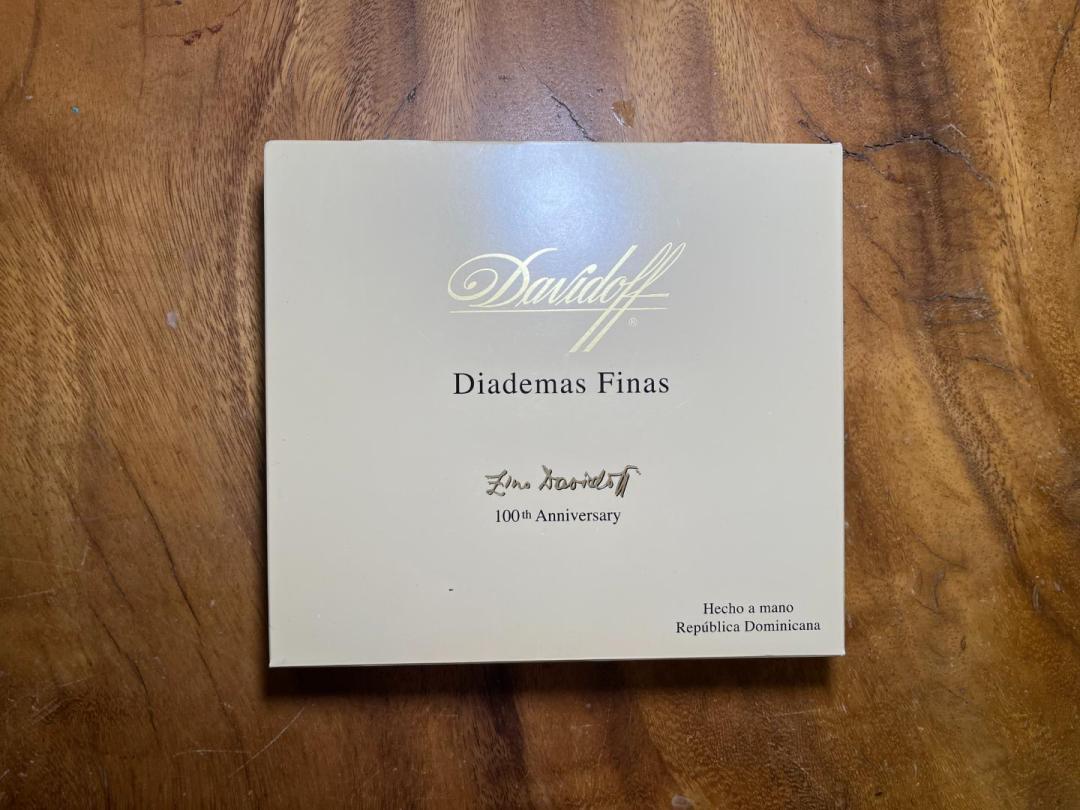 Davidoff
®
Diademas Finas
Zino Davidoff
100th Anniversary
Hecho a mano
República Dominicana